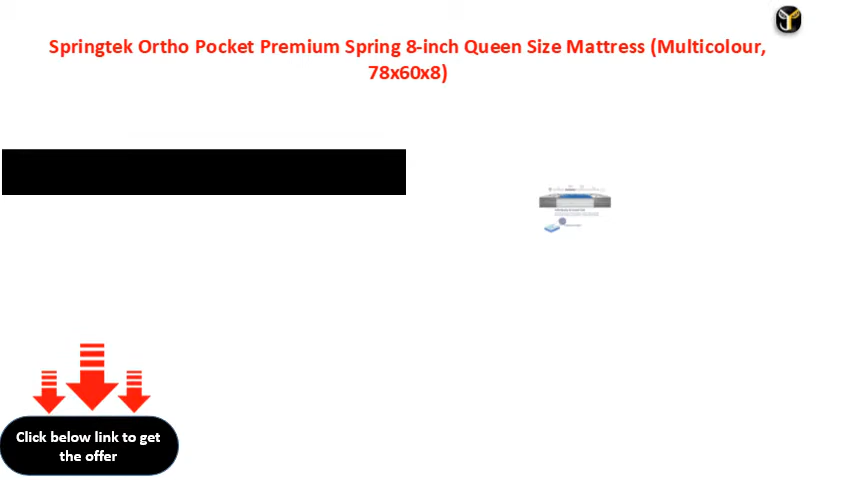 Springtek Ortho Pocket Premium Spring 8-inch Queen Size Mattress (Multicolour,
78x60x8)
Click below link to get
the offer